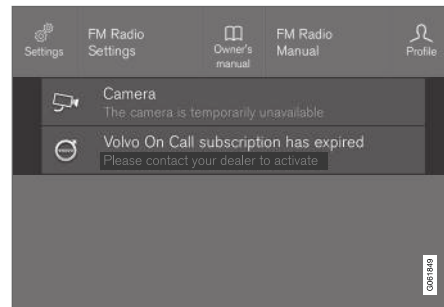 Settings
FM Radio
Settings
Owner's
manual
FM Radio
Manual
Profile
Camera
The camera is temporarily unavailable
Volvo On Call subscription has expired
Please contact your dealer to activate
G061849